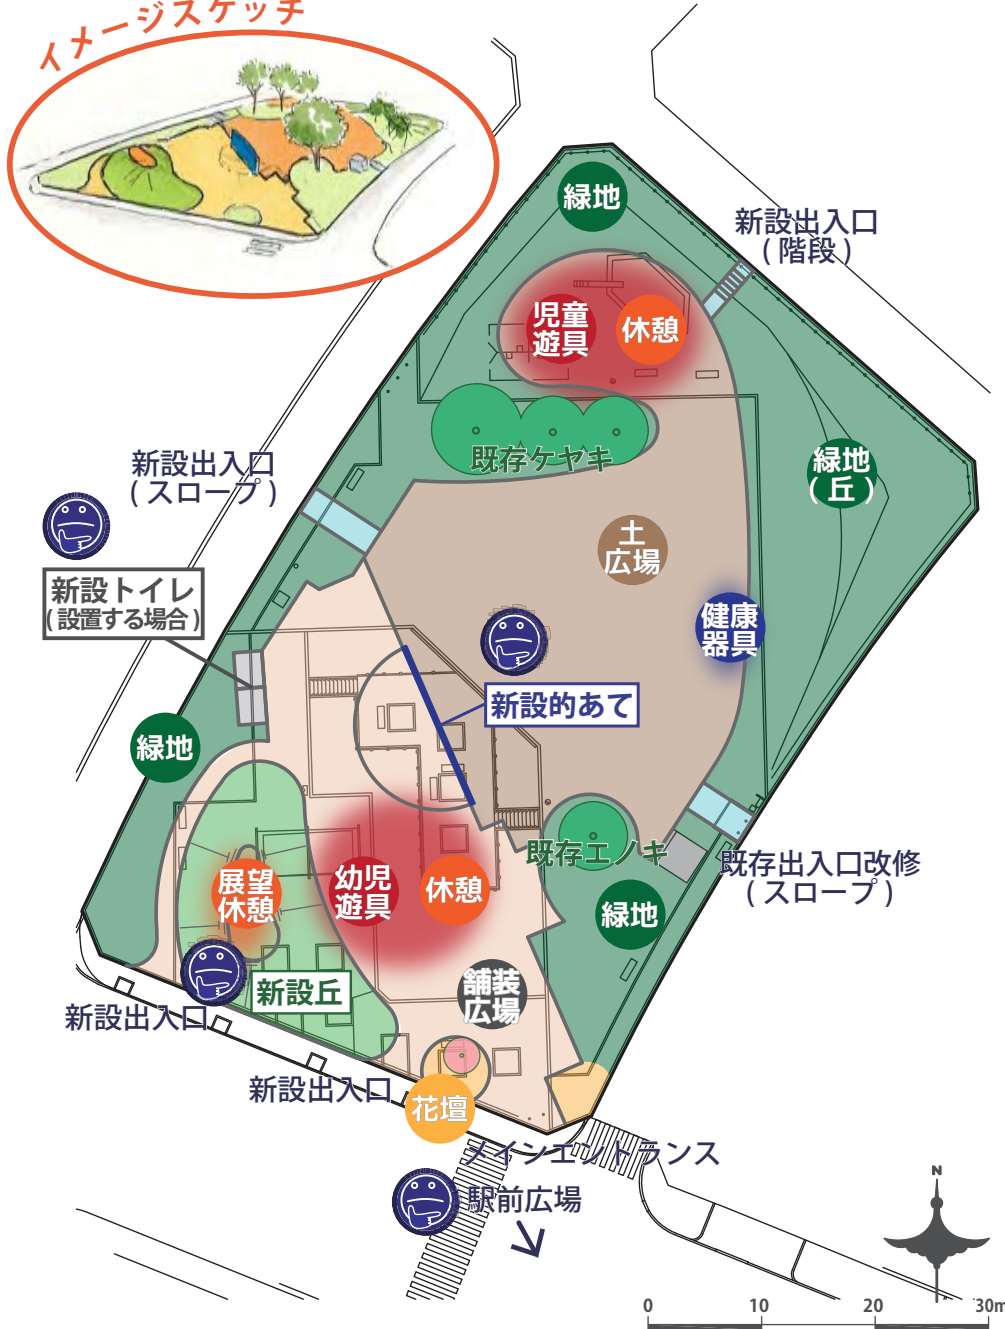 イメージスケッチ
緑地
新設出入口
(階段)
児童
遊具
休憩
既存ケヤキ
新設出入口
(スロープ)
緑地
(丘)
土
広場
新設トイレ
(設置する場合)
健康
器具
新設的あて
緑地
既存エノキ
既存出入口改修
(スロープ)
展望
休憩
幼児
遊具
休憩
緑地
新設丘
舗装
広場
新設出入口
新設出入口
花壇
メインエントランス
駅前広場
N
0 10 20 30m